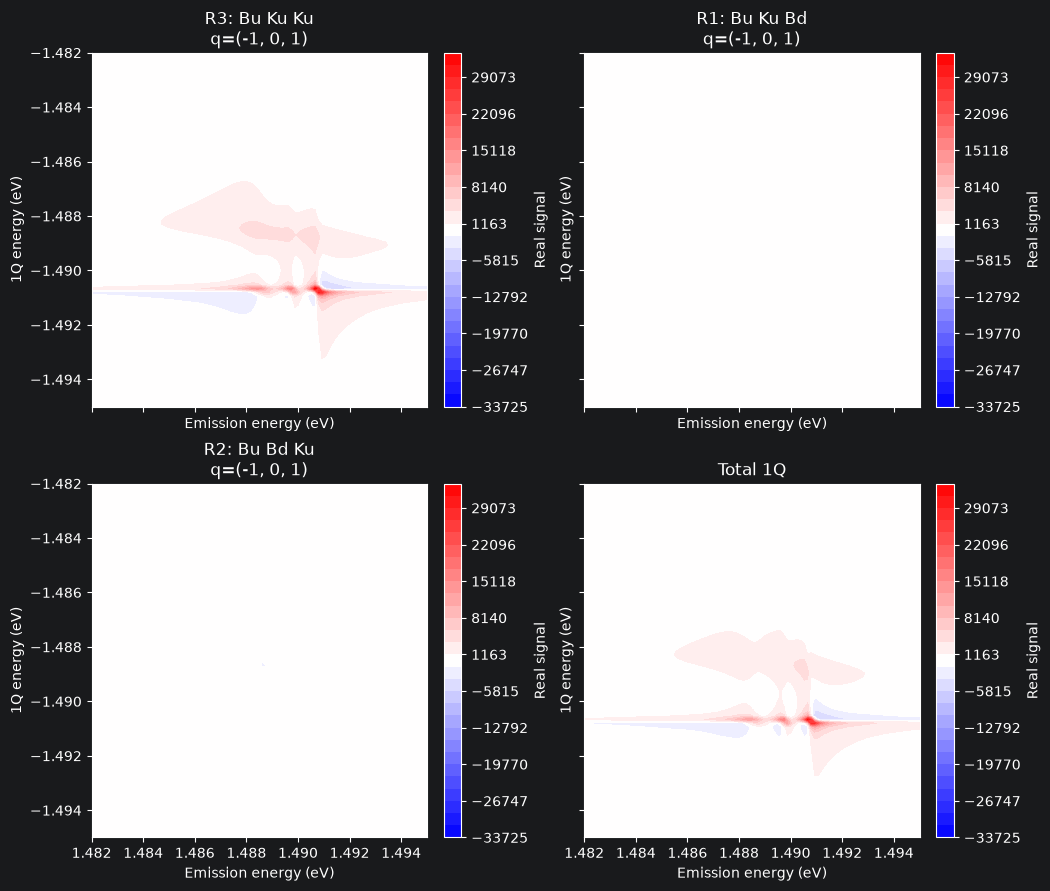 R3: Bu Ku Ku
q=(-1, 0, 1)
R1: Bu Ku Bd
q=(-1, 0, 1)
−1.482
−1.484
−1.486
−1.488
−1.490
−1.492
−1.494
1Q energy (eV)
Emission energy (eV)
29073
22096
15118
8140
1163
−5815
−12792
−19770
−26747
−33725
Real signal
1Q energy (eV)
Emission energy (eV)
29073
22096
15118
8140
1163
−5815
−12792
−19770
−26747
−33725
Real signal
R2: Bu Bd Ku
q=(-1, 0, 1)
Total 1Q
−1.482
−1.484
−1.486
−1.488
−1.490
−1.492
−1.494
1Q energy (eV)
1.482 1.484 1.486 1.488 1.490 1.492 1.494
Emission energy (eV)
29073
22096
15118
8140
1163
−5815
−12792
−19770
−26747
−33725
Real signal
1Q energy (eV)
1.482 1.484 1.486 1.488 1.490 1.492 1.494
Emission energy (eV)
29073
22096
15118
8140
1163
−5815
−12792
−19770
−26747
−33725
Real signal